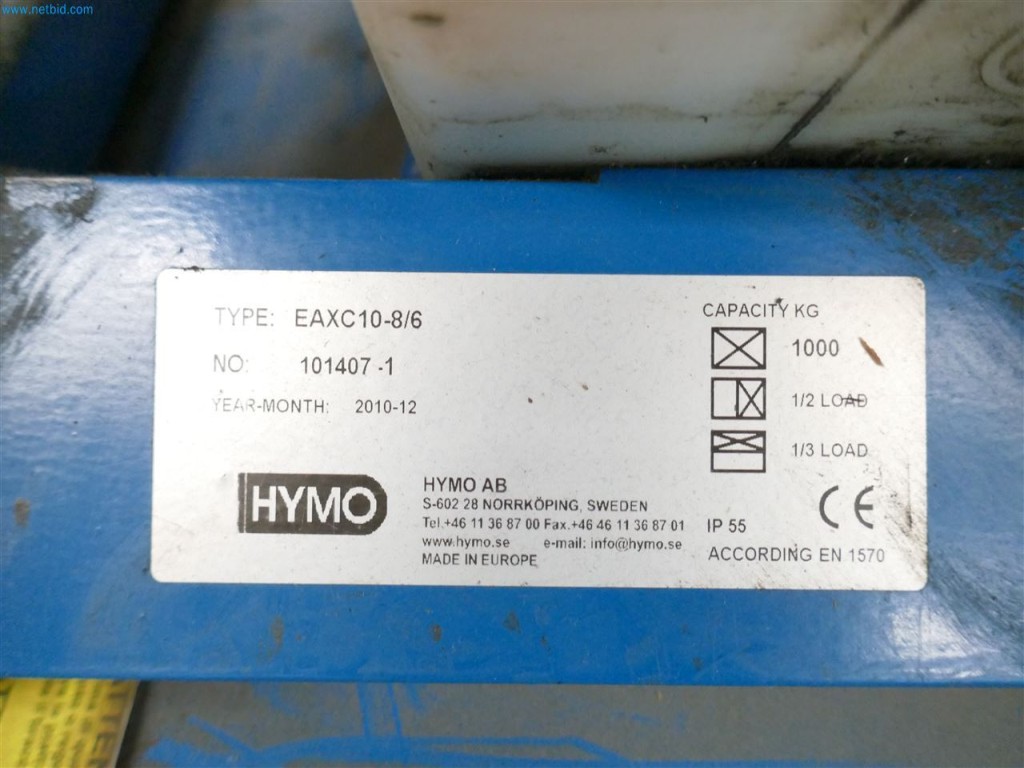 www.netbid.com
TYPE: EAXC10-8/6
NO: 101407 -1
YEAR-MONTH: 2010-12
CAPACITY KG
1000
1/2 LOAD
1/3 LOAD
HYMO
HYMO AB
S-602 28 NORRKÖPING, SWEDEN
Tel.+46 11 36 87 00 Fax.+46 46 11 36 87 01
www.hymo.se e-mail: info@hymo.se
MADE IN EUROPE
IP 55
CE
ACCORDING EN 1570